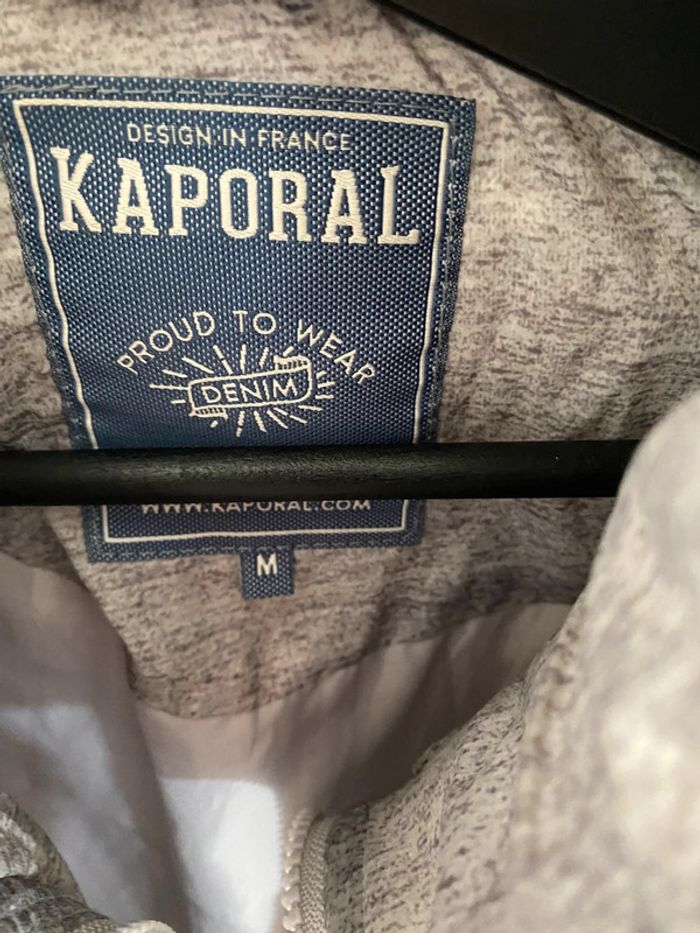 DESIGN IN FRANCE
KAPORAL
PROUD TO WEAR
DENIM
WWW.KAPORAL.COM
M